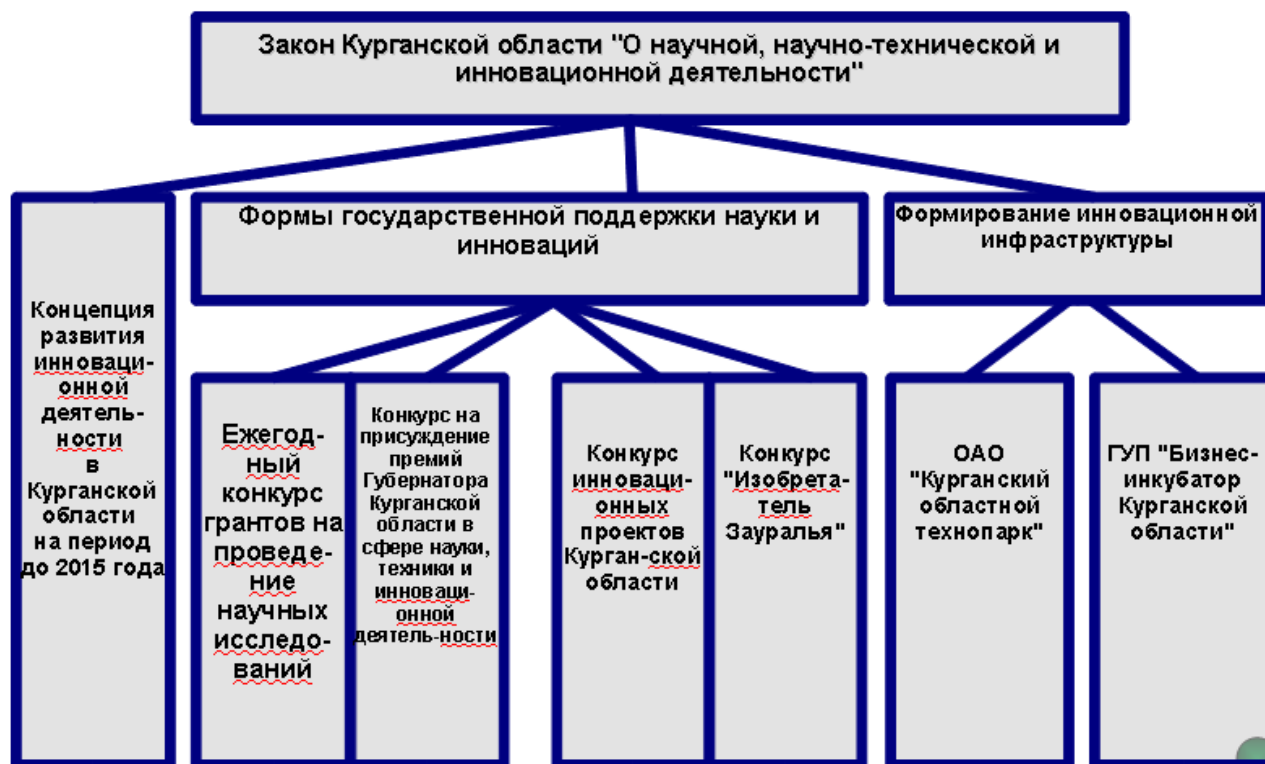 Закон Курганской области "О научной, научно-технической и
инновационной деятельности"
Концепция
развития
инноваци-
онной
деятель-
ности
в
Курганской
области
на период
до 2015 года
Формы государственной поддержки науки и
инноваций
Ежегод-
ный
конкурс
грантов на
проведе-
ние
научных
исследо-
ваний
Конкурс на
присуждение
премий
Губернатора
Курганской
области в
сфере науки,
техники и
инноваци-
онной
деятель-ности
Конкурс
инноваци-
онных
проектов
Курган-ской
области
Конкурс
"Изобрета-
тель
Зауралья"
Формирование инновационной
инфраструктуры
ОАО
"Курганский
областной
технопарк"
ГУП "Бизнес-
инкубатор
Курганской
области"